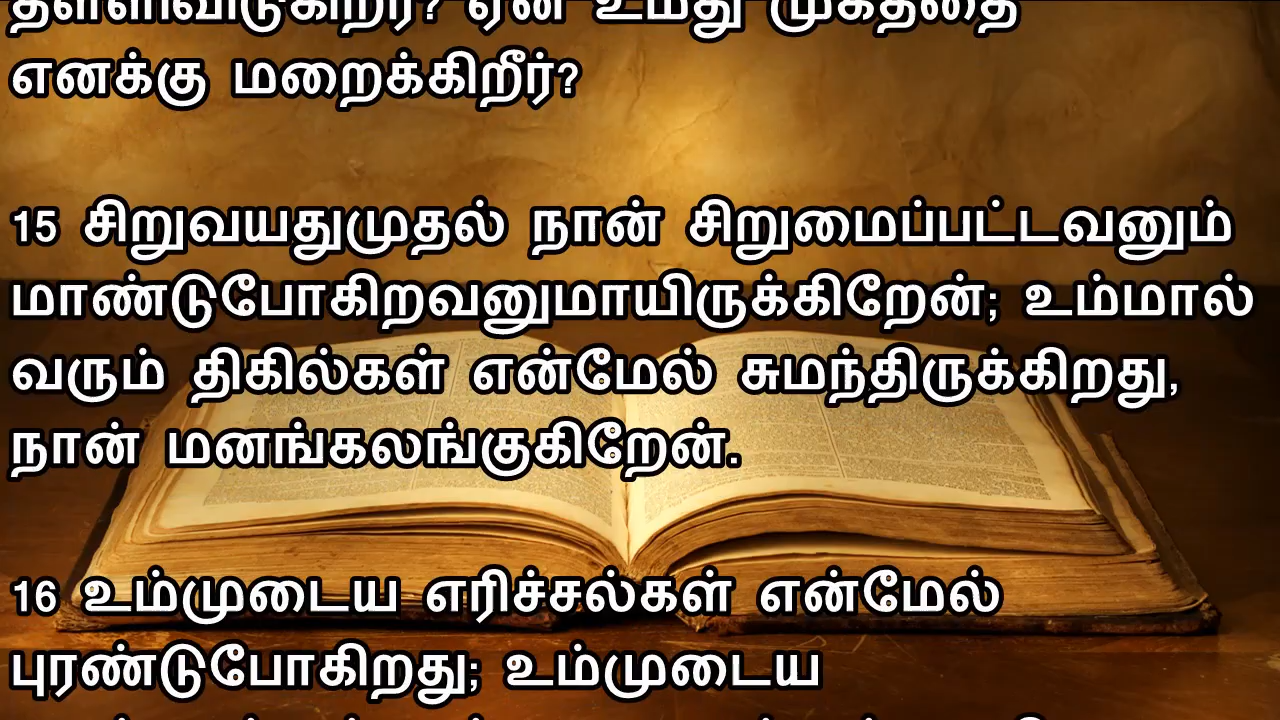 தள்ளிவிடுகிறீர்? ஏன் உமது முகத்தை
எனக்கு மறைக்கிறீர்?
15 சிறுவயதுமுதல் நான் சிறுமைப்பட்டவனும்
மாண்டுபோகிறவனுமாயிருக்கிறேன்; உம்மால்
வரும் திகில்கள் என்மேல் சுமந்திருக்கிறது,
நான் மனங்கலங்குகிறேன்.
16 உம்முடைய எரிச்சல்கள் என்மேல்
புரண்டுபோகிறது; உம்முடைய